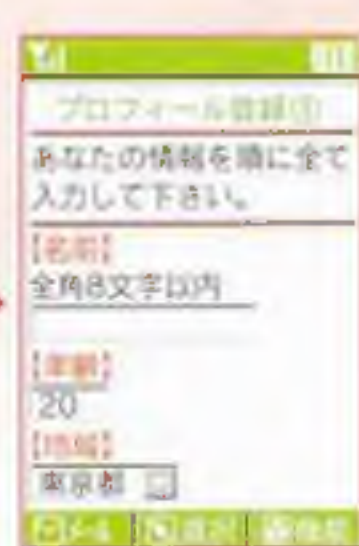 プロフィール登録①
あなたの情報を順に全て
入力して下さい。
【名前】
全角8文字以内
【年齢】
20
【地域】
東京都